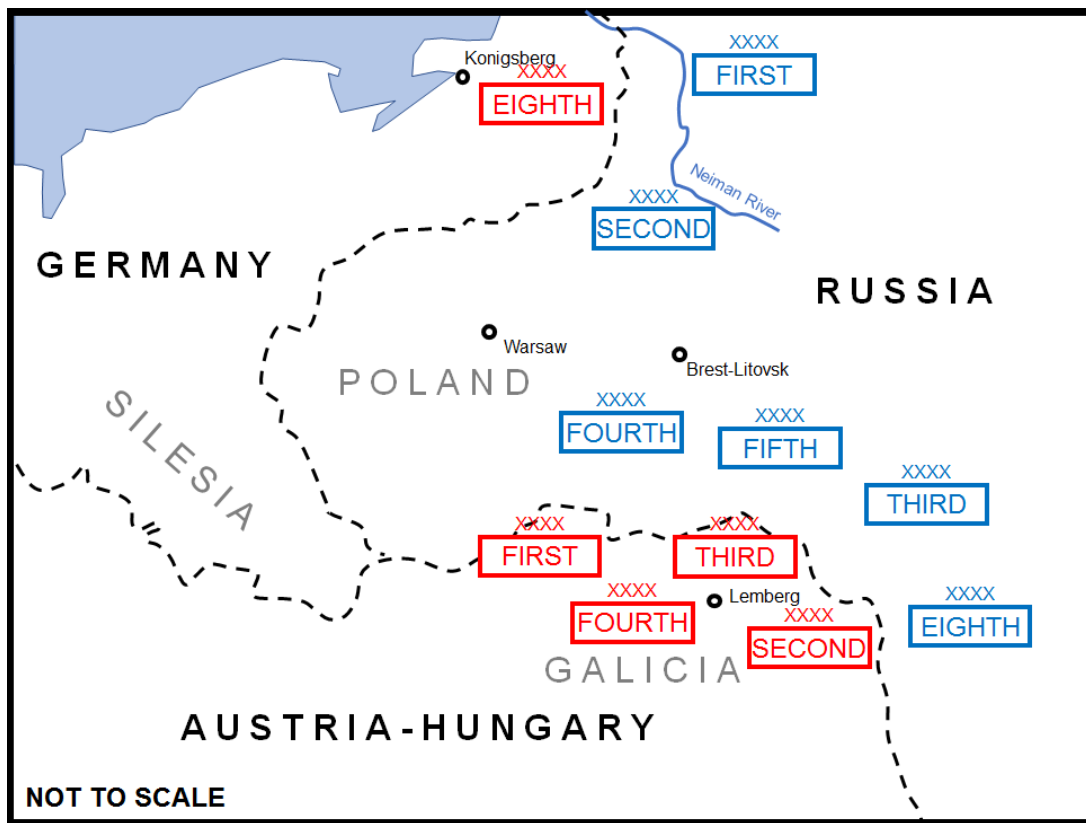 XXXX
FIRST
Konigsberg
XXXX
EIGHTH
Neiman River
XXXX
SECOND
GERMANY
RUSSIA
Warsaw
Brest-Litovsk
POLAND
SILESIA
XXXX
FOURTH
XXXX
FIFTH
XXXX
THIRD
XXXX
FIRST
XXXX
THIRD
XXXX
FOURTH
Lemberg
XXXX
SECOND
XXXX
EIGHTH
GALICIA
AUSTRIA-HUNGARY
NOT TO SCALE